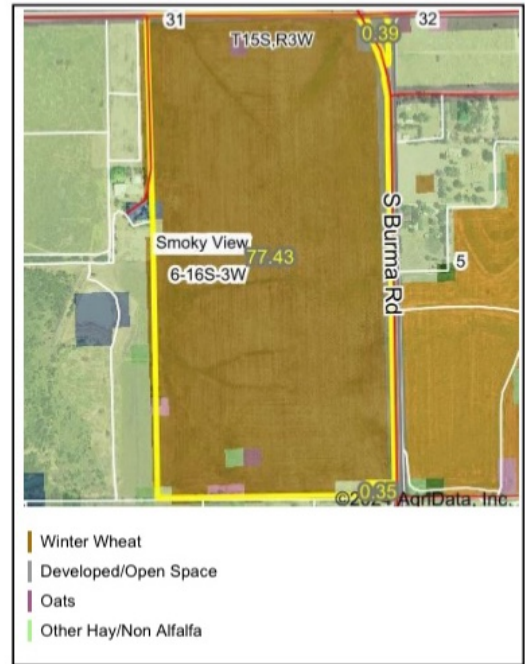 31
32
0.39
T15S,R3W
S Burma Rd
Smoky View
77.43
6-16S-3W
5
0.35
AgriData, Inc.
Winter Wheat
Developed/Open Space
Oats
Other Hay/Non Alfalfa